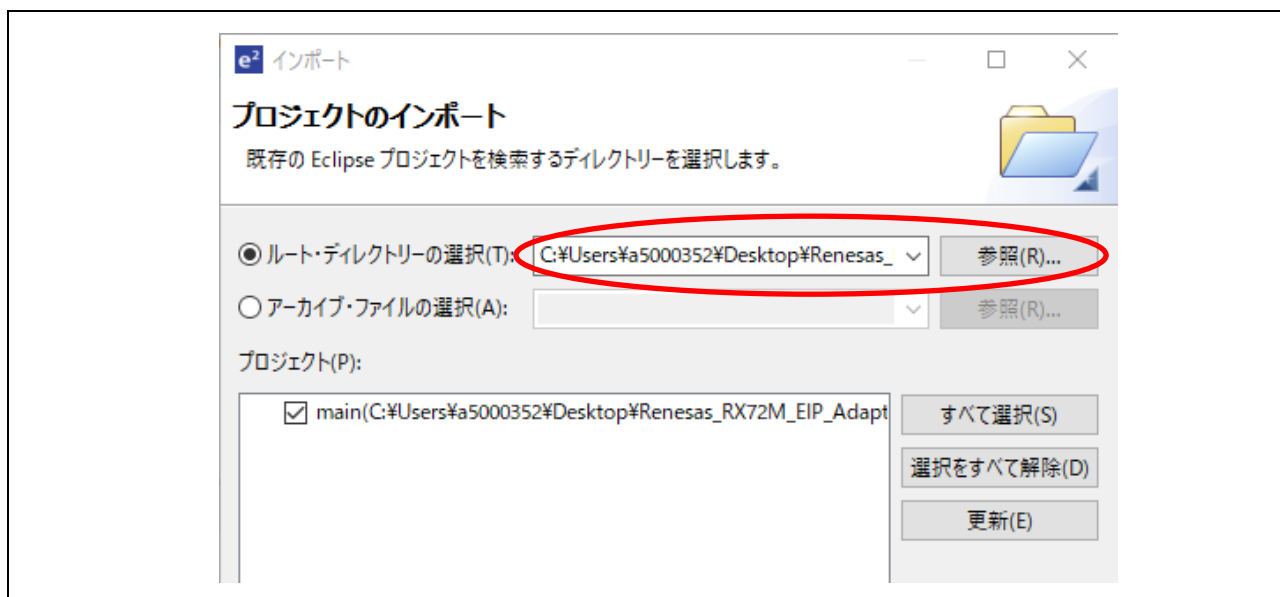 e² インポート
プロジェクトのインポート
既存の Eclipse プロジェクトを検索するディレクトリーを選択します。
ルート・ディレクトリーの選択(T): C:¥Users¥a5000352¥Desktop¥Renesas_ 参照(R)...
アーカイブ・ファイルの選択(A): 参照(R)...
プロジェクト(P):
main(C:¥Users¥a5000352¥Desktop¥Renesas_RX72M_EIP_Adapt すべて選択(S)
選択をすべて解除(D)
更新(E)